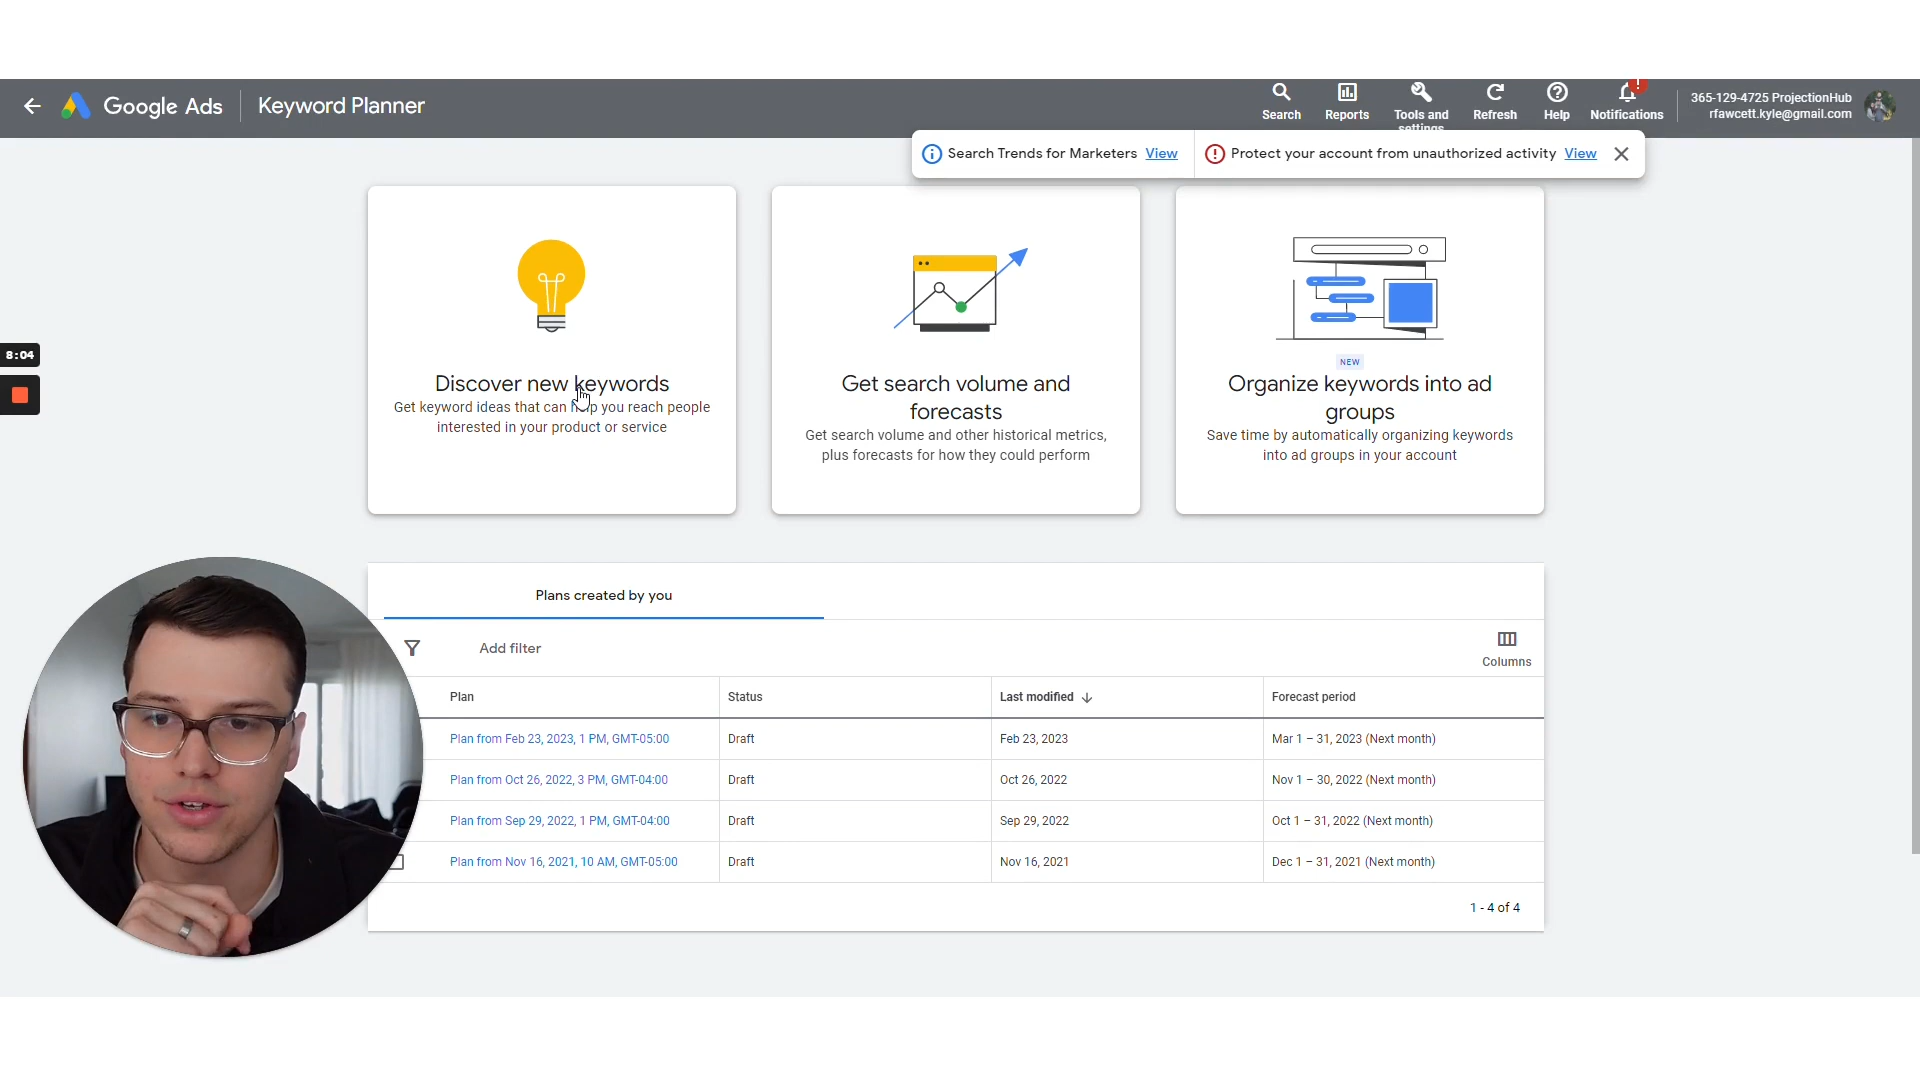 Google Ads
Keyword Planner
Search
Reports
Tools and
settings
Refresh
Help
!
Notifications
365-129-4725 ProjectionHub
rfawcett.kyle@gmail.com
Search Trends for Marketers View
Protect your account from unauthorized activity View
8:04
Discover new keywords
Get keyword ideas that can help you reach people
interested in your product or service
Get search volume and
forecasts
Get search volume and other historical metrics,
plus forecasts for how they could perform
NEW
Organize keywords into ad
groups
Save time by automatically organizing keywords
into ad groups in your account
Plans created by you
Add filter
Columns
Plan Status Last modified Forecast period
Plan from Feb 23, 2023, 1 PM, GMT-05:00 Draft Feb 23, 2023 Mar 1 – 31, 2023 (Next month)
Plan from Oct 26, 2022, 3 PM, GMT-04:00 Draft Oct 26, 2022 Nov 1 – 30, 2022 (Next month)
Plan from Sep 29, 2022, 1 PM, GMT-04:00 Draft Sep 29, 2022 Oct 1 – 31, 2022 (Next month)
Plan from Nov 16, 2021, 10 AM, GMT-05:00 Draft Nov 16, 2021 Dec 1 – 31, 2021 (Next month)
1 - 4 of 4